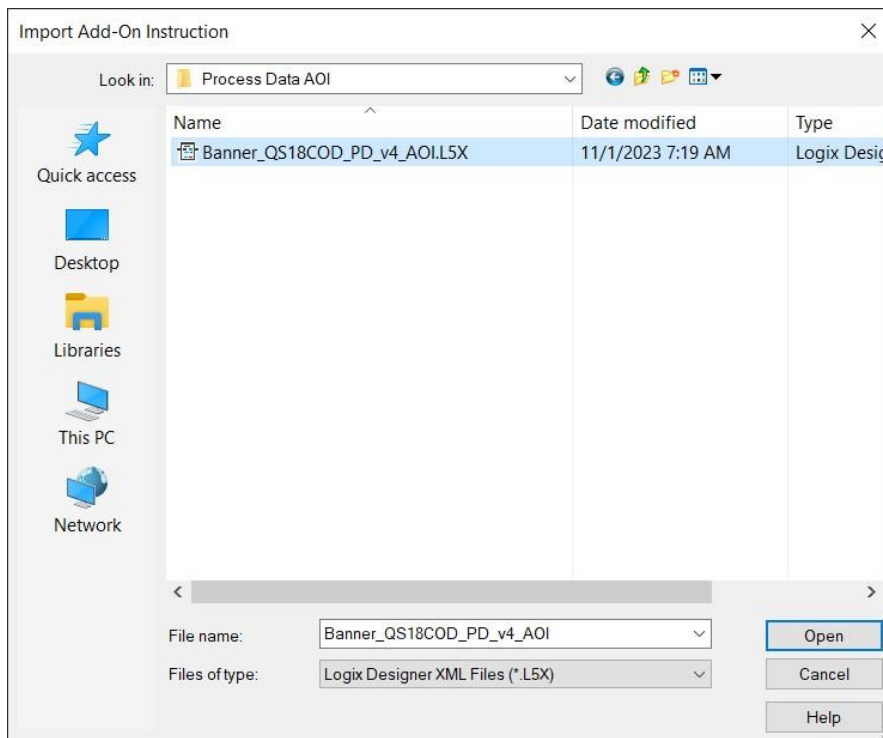 Import Add-On Instruction
Look in: Process Data AOI
Name Date modified Type
Banner_QS18COD_PD_v4_AOI.L5X 11/1/2023 7:19 AM Logix Desig
Quick access
Desktop
Libraries
This PC
Network
File name: Banner_QS18COD_PD_v4_AOI Open
Files of type: Logix Designer XML Files (*.L5X) Cancel
Help